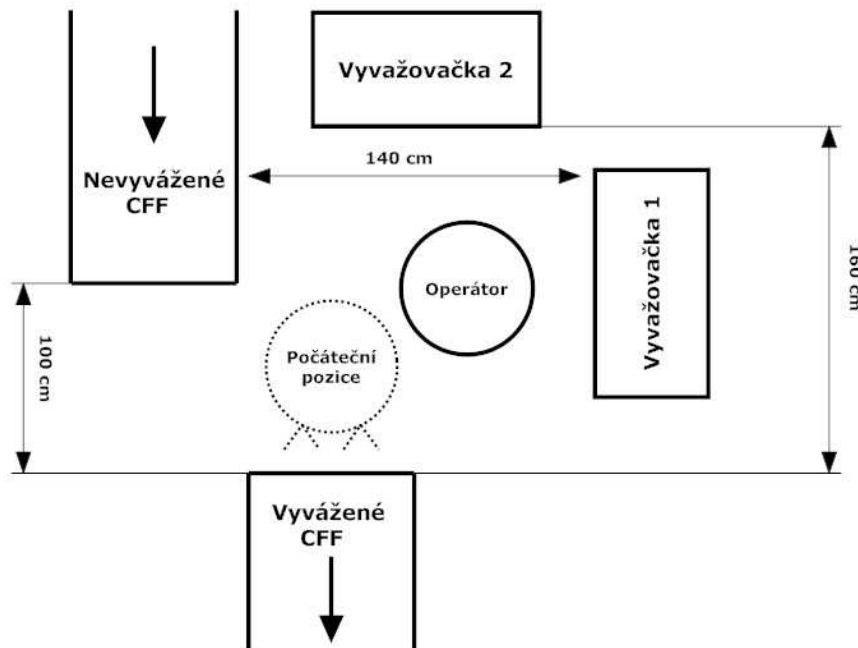 Vyvažovačka 2
140 cm
Nevyvážené
CFF
Vyvažovačka 1
160 cm
Operátor
Počáteční
pozice
100 cm
Vyvážené
CFF